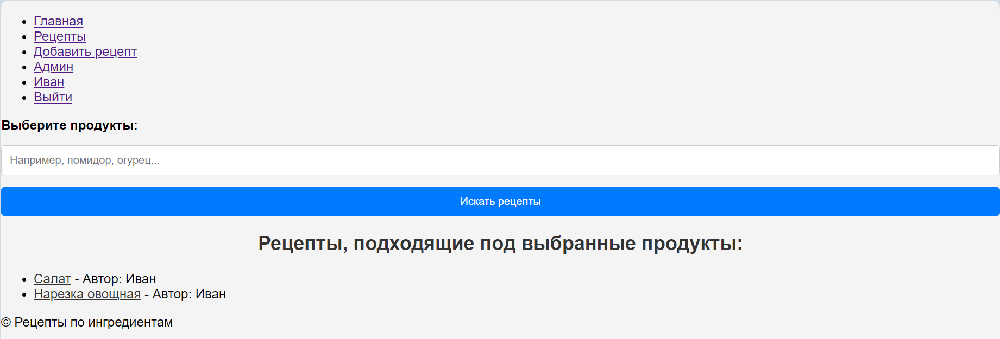 Главная
Рецепты
Добавить рецепт
Админ
Иван
Выйти
Выберите продукты:
Например, помидор, огурец...
Искать рецепты
Рецепты, подходящие под выбранные продукты:
Салат - Автор: Иван
Нарезка овощная - Автор: Иван
© Рецепты по ингредиентам